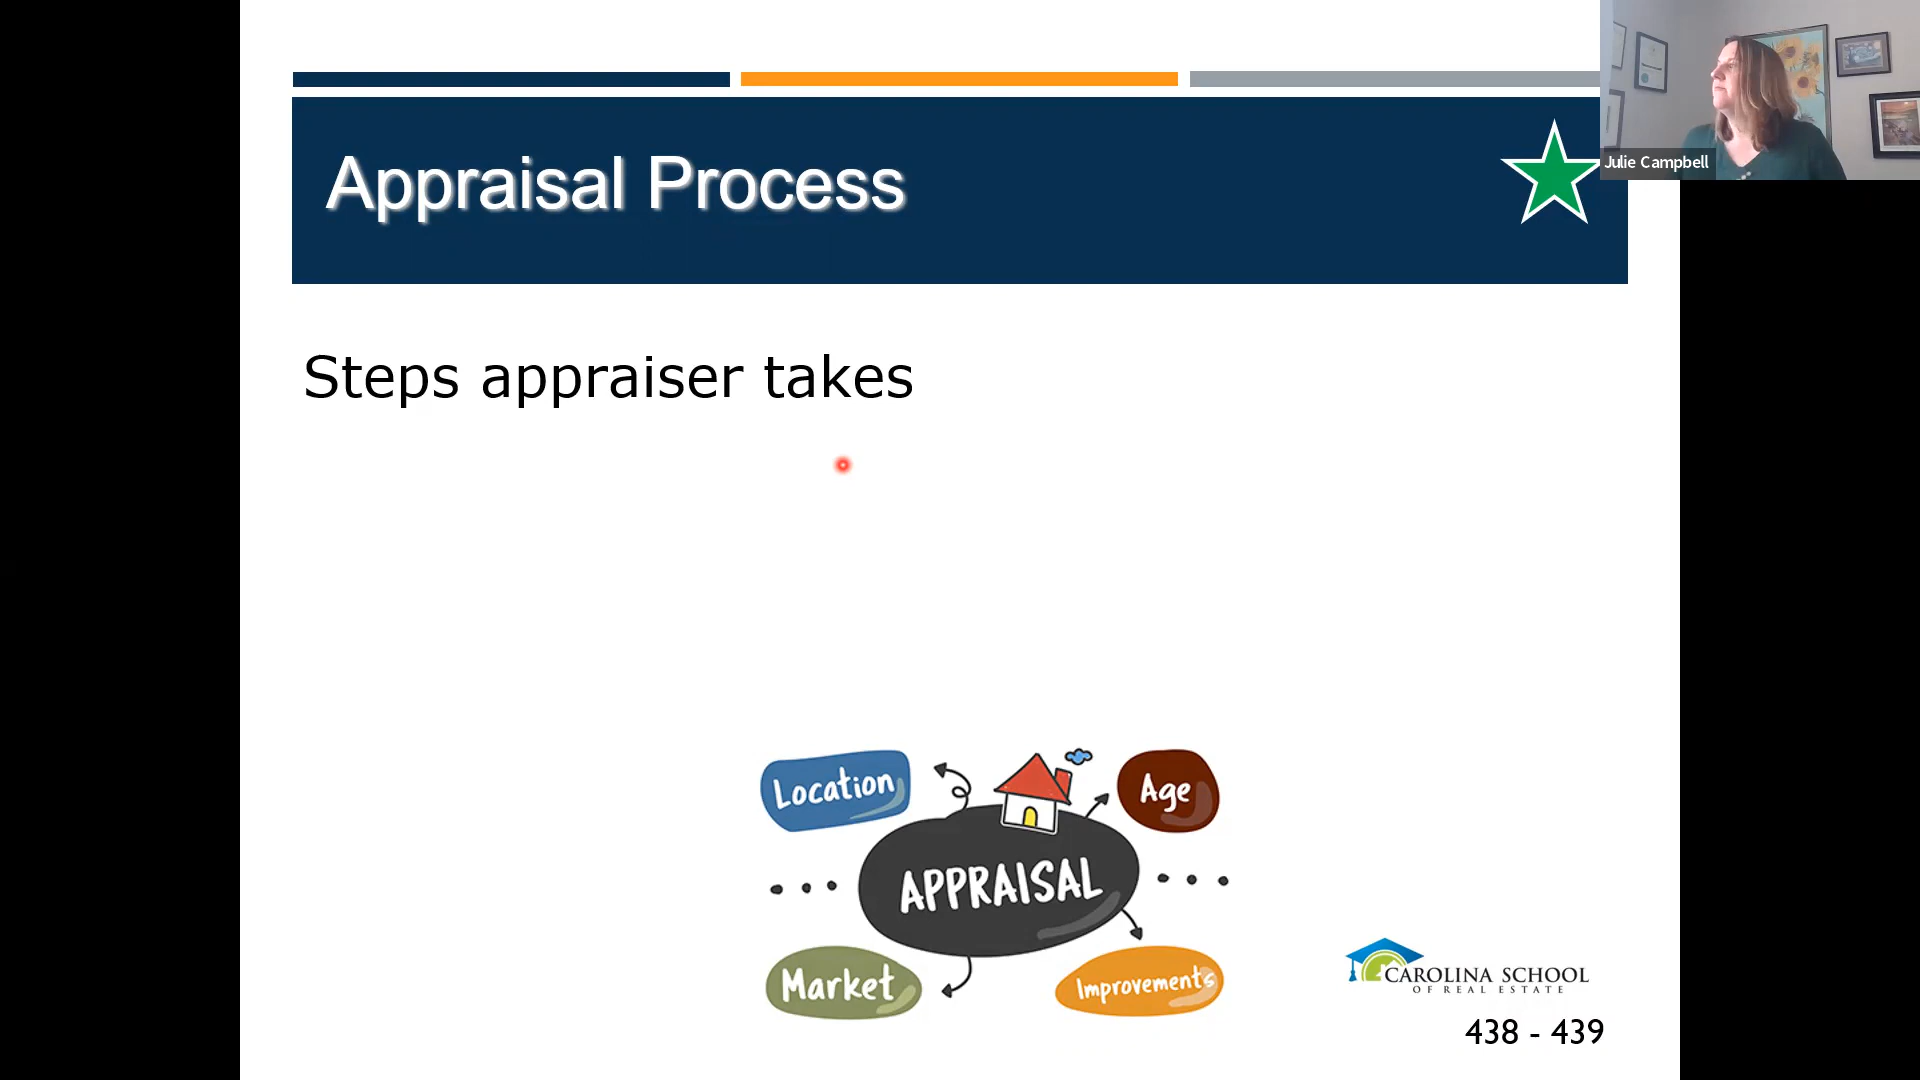 Appraisal Process
Julie Campbell
Steps appraiser takes
Location
Age
APPRAISAL
Market
Improvements
CAROLINA SCHOOL
OF REAL ESTATE
438 - 439